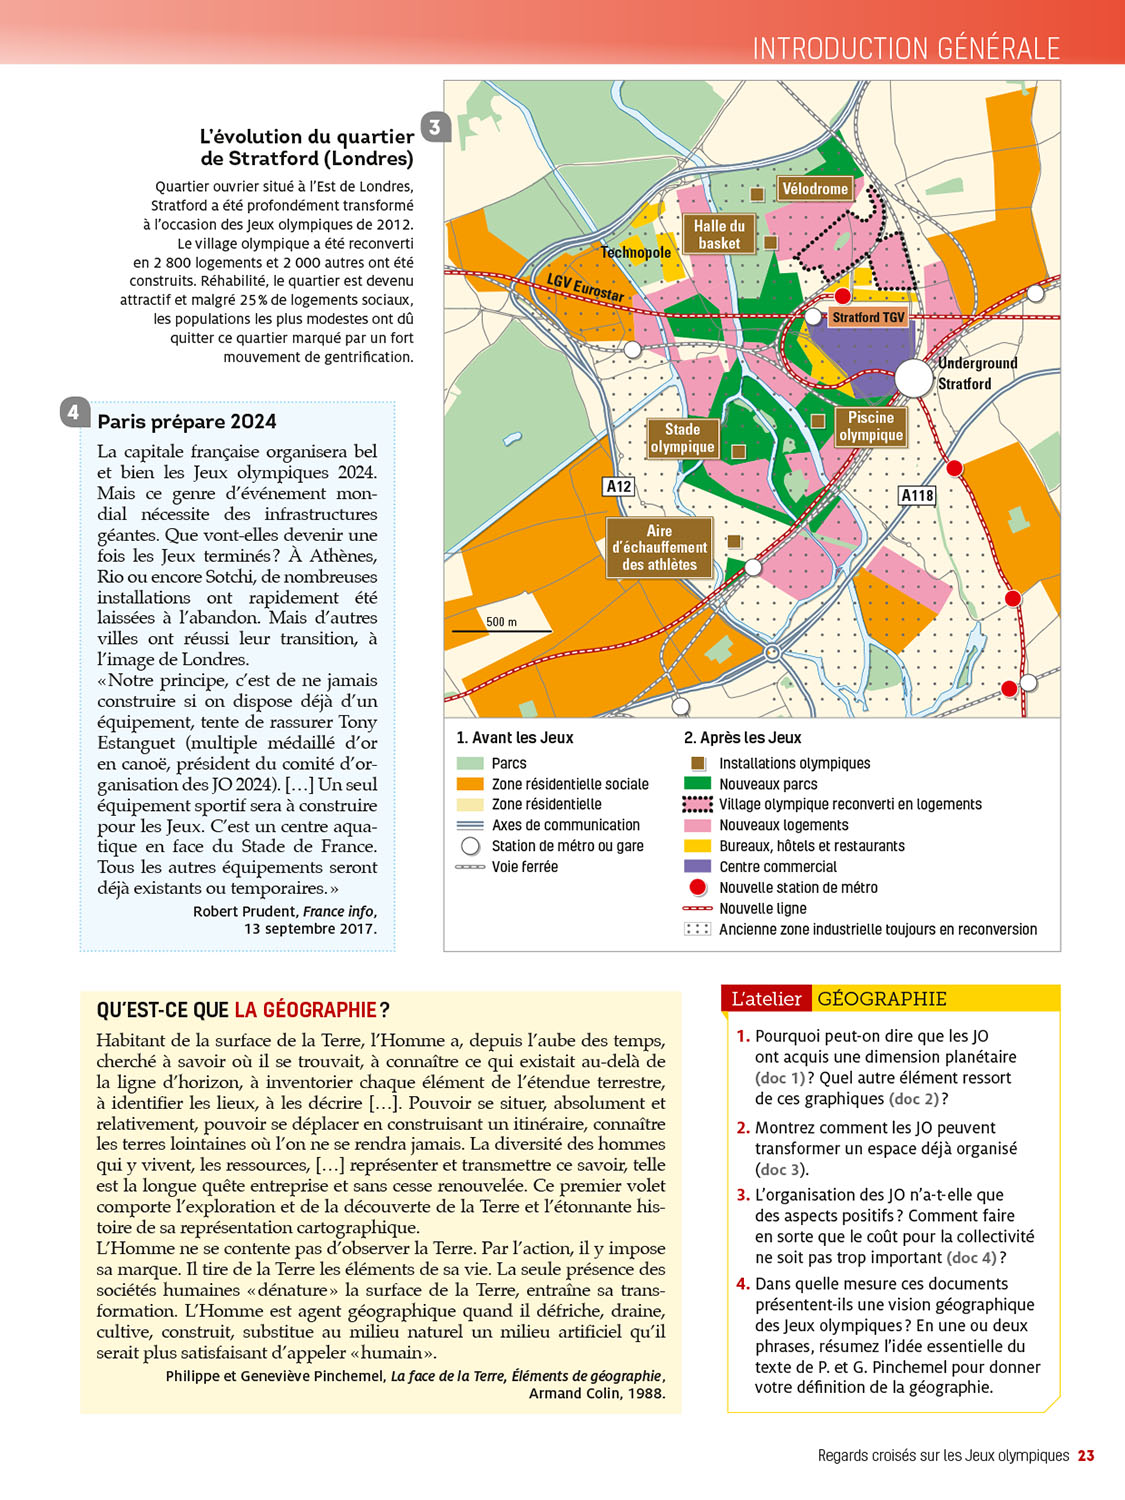 INTRODUCTION GÉNÉRALE
3
L'évolution du quartier
de Stratford (Londres)
Quartier ouvrier situé à l'Est de Londres,
Stratford a été profondément transformé
à l'occasion des Jeux olympiques de 2012.
Le village olympique a été reconverti
en 2 800 logements et 2 000 autres ont été
construits. Réhabilité, le quartier est devenu
attractif et malgré 25 % de logements sociaux,
les populations les plus modestes ont dû
quitter ce quartier marqué par un fort
mouvement de gentrification.
Vélodrome
Halle du
basket
Technopole
LGV Eurostar
Stratford TGV
Underground
Stratford
Stade
olympique
Piscine
olympique
A12
A118
Aire
d'échauffement
des athlètes
500 m
1. Avant les Jeux
Parcs
Zone résidentielle sociale
Zone résidentielle
Axes de communication
Station de métro ou gare
Voie ferrée
2. Après les Jeux
Installations olympiques
Nouveaux parcs
Village olympique reconverti en logements
Nouveaux logements
Bureaux, hôtels et restaurants
Centre commercial
Nouvelle station de métro
Nouvelle ligne
Ancienne zone industrielle toujours en reconversion
4
Paris prépare 2024
La capitale française organisera bel
et bien les Jeux olympiques 2024.
Mais ce genre d'événement mon-
dial nécessite des infrastructures
géantes. Que vont-elles devenir une
fois les Jeux terminés ? À Athènes,
Rio ou encore Sotchi, de nombreuses
installations ont rapidement été
laissées à l'abandon. Mais d'autres
villes ont réussi leur transition, à
l'image de Londres.
« Notre principe, c'est de ne jamais
construire si on dispose déjà d'un
équipement, tente de rassurer Tony
Estanguet (multiple médaillé d'or
en canoë, président du comité d'or-
ganisation des JO 2024). [...] Un seul
équipement sportif sera à construire
pour les Jeux. C'est un centre aqua-
tique en face du Stade de France.
Tous les autres équipements seront
déjà existants ou temporaires. »
Robert Prudent, France info,
13 septembre 2017.
QU'EST-CE QUE LA GÉOGRAPHIE ?
Habitant de la surface de la Terre, l'Homme a, depuis l'aube des temps,
cherché à savoir où il se trouvait, à connaître ce qui existait au-delà de
la ligne d'horizon, à inventorier chaque élément de l'étendue terrestre,
à identifier les lieux, à les décrire [...]. Pouvoir se situer, absolument et
relativement, pouvoir se déplacer en construisant un itinéraire, connaître
les terres lointaines où l'on ne se rendra jamais. La diversité des hommes
qui y vivent, les ressources, [...] représenter et transmettre ce savoir, telle
est la longue quête entreprise et sans cesse renouvelée. Ce premier volet
comporte l'exploration et de la découverte de la Terre et l'étonnante his-
toire de sa représentation cartographique.
L'Homme ne se contente pas d'observer la Terre. Par l'action, il y impose
sa marque. Il tire de la Terre les éléments de sa vie. La seule présence des
sociétés humaines « dénature » la surface de la Terre, entraîne sa trans-
formation. L'Homme est agent géographique quand il défriche, draine,
cultive, construit, substitue au milieu naturel un milieu artificiel qu'il
serait plus satisfaisant d'appeler « humain ».
Philippe et Geneviève Pinchemel, La face de la Terre, Éléments de géographie,
Armand Colin, 1988.
L'atelier GÉOGRAPHIE
1. Pourquoi peut-on dire que les JO
ont acquis une dimension planétaire
(doc 1) ? Quel autre élément ressort
de ces graphiques (doc 2) ?
2. Montrez comment les JO peuvent
transformer un espace déjà organisé
(doc 3).
3. L'organisation des JO n'a-t-elle que
des aspects positifs ? Comment faire
en sorte que le coût pour la collectivité
ne soit pas trop important (doc 4) ?
4. Dans quelle mesure ces documents
présentent-ils une vision géographique
des Jeux olympiques ? En une ou deux
phrases, résumez l'idée essentielle du
texte de P. et G. Pinchemel pour donner
votre définition de la géographie.
Regards croisés sur les Jeux olympiques 23